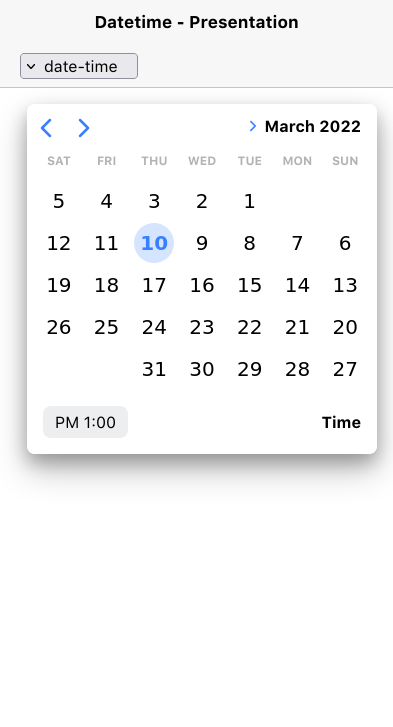 Datetime - Presentation
date-time
March 2022
SAT FRI THU WED TUE MON SUN
5 4 3 2 1
12 11 10 9 8 7 6
19 18 17 16 15 14 13
26 25 24 23 22 21 20
31 30 29 28 27
PM 1:00 Time